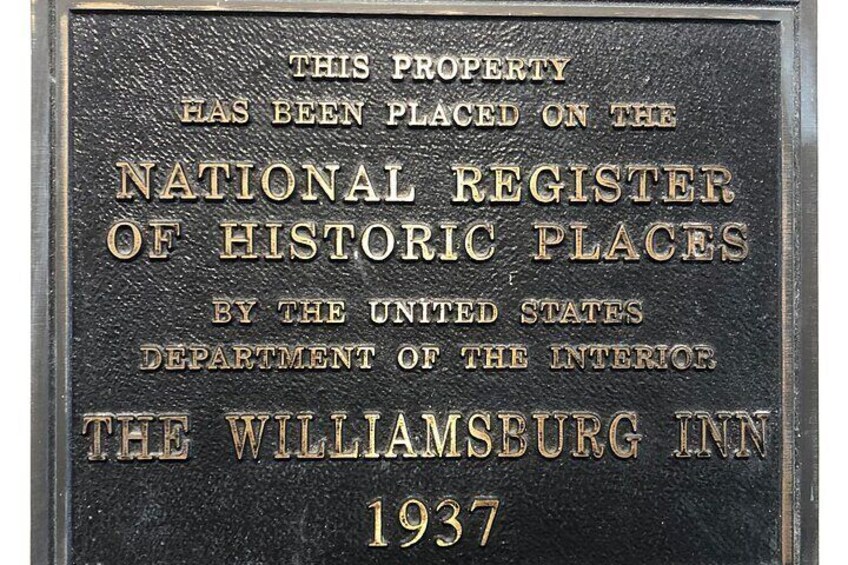 THIS PROPERTY
HAS BEEN PLACED ON THE
NATIONAL REGISTER
OF HISTORIC PLACES
BY THE UNITED STATES
DEPARTMENT OF THE INTERIOR
THE WILLIAMSBURG INN
1937